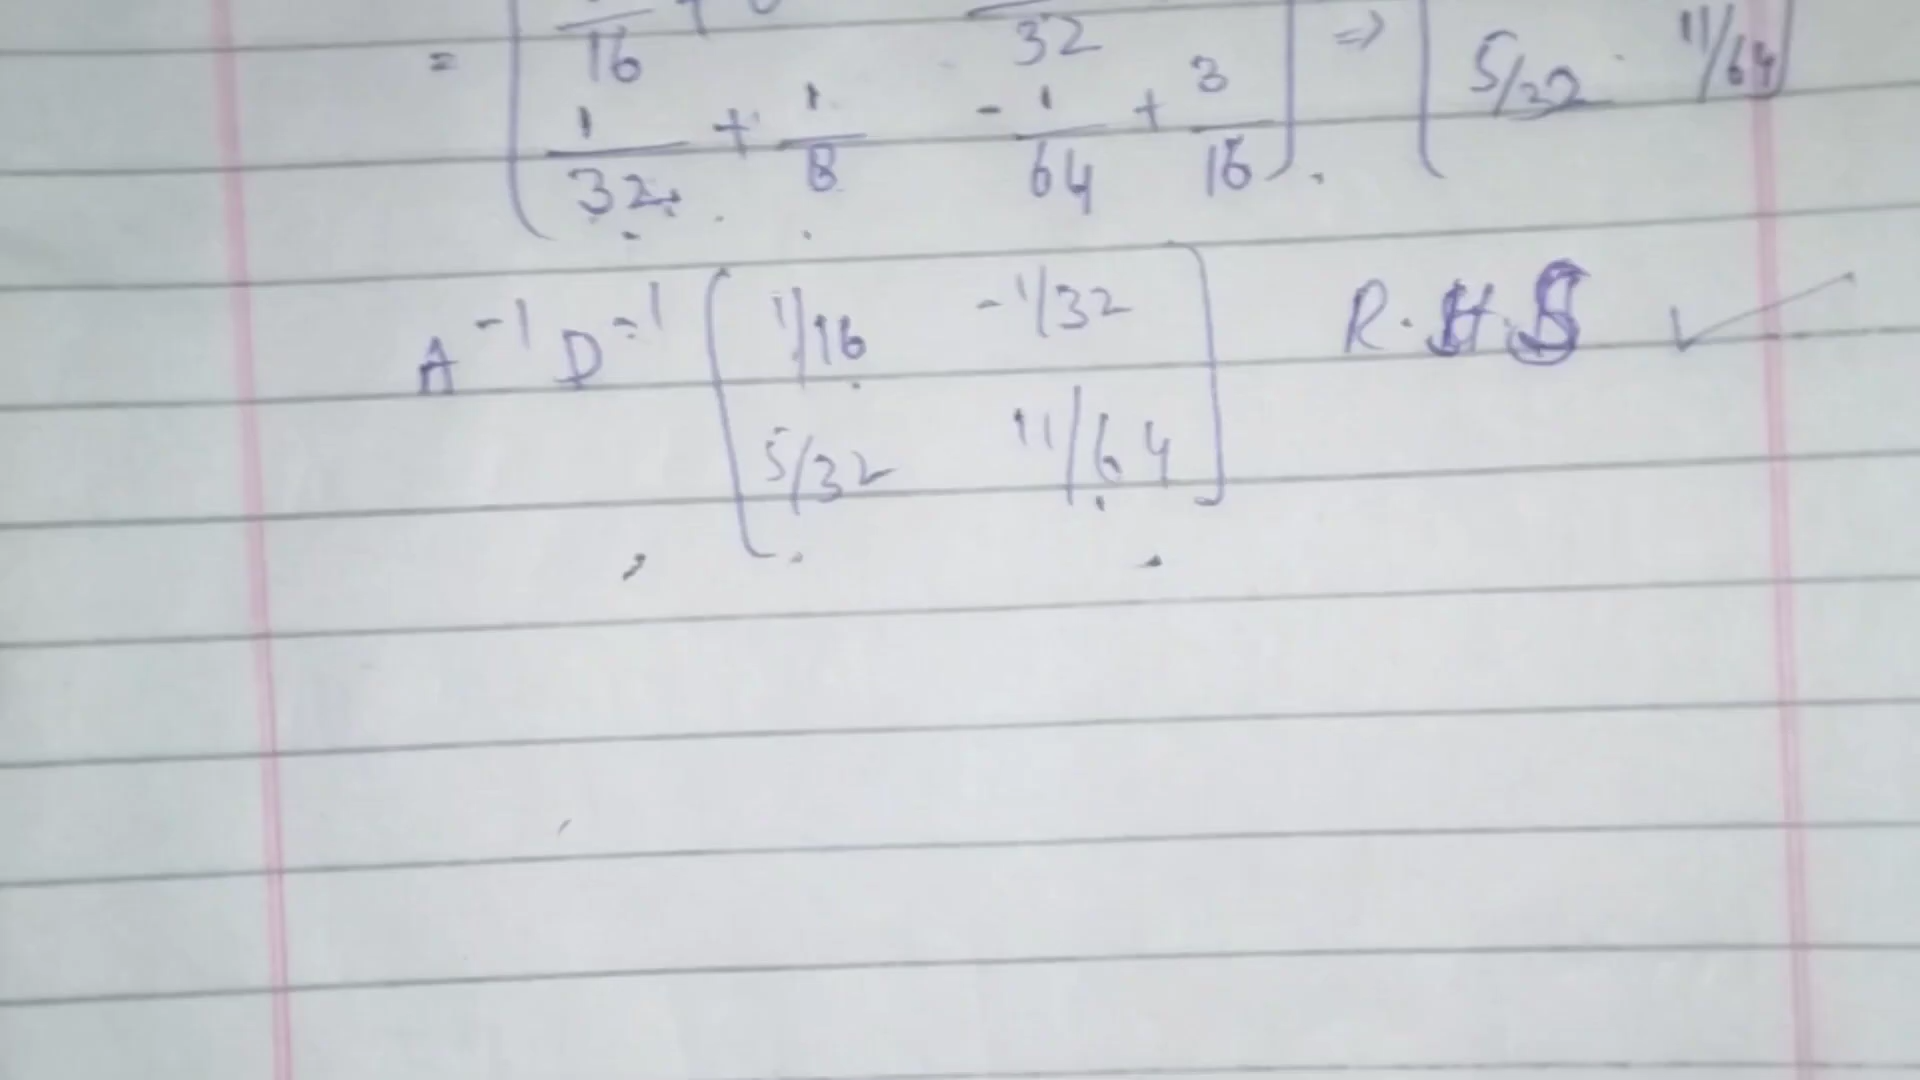 = [ /16 + 0 /32 ] => [
1/32 + 1/8 - 1/64 + 3/16 5/32 11/64 ]
A^-1 D^-1 [ 1/16 -1/32 R.H.S ✓
5/32 11/64 ]